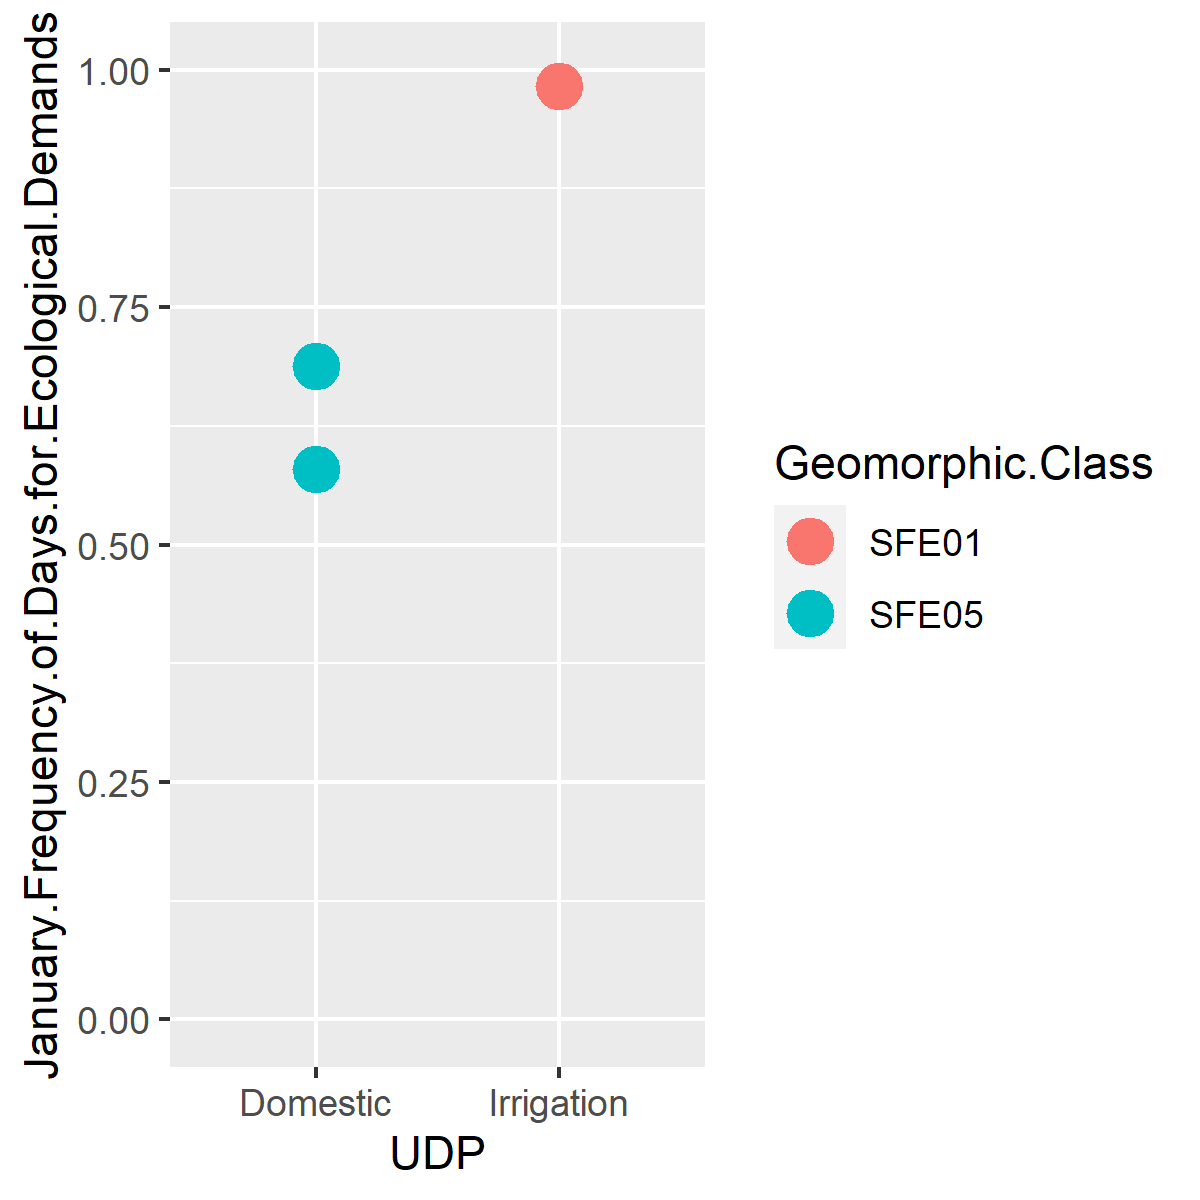 January.Frequency.of.Days.for.Ecological.Demands
1.00
0.75
0.50
0.25
0.00
Domestic
Irrigation
UDP
Geomorphic.Class
SFE01
SFE05